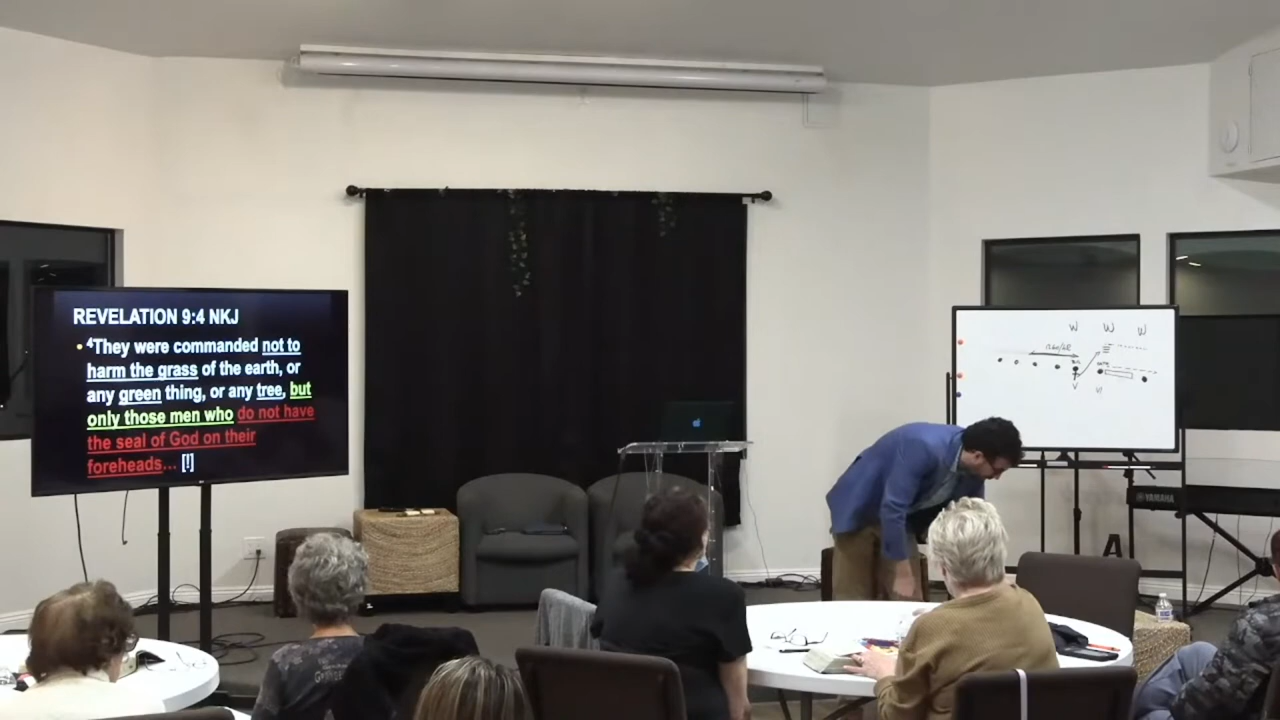 REVELATION 9:4 NKJ
• ⁴They were commanded not to
harm the grass of the earth, or
any green thing, or any tree, but
only those men who do not have
the seal of God on their
foreheads... [!]
W W W
V VI
YAMAHA